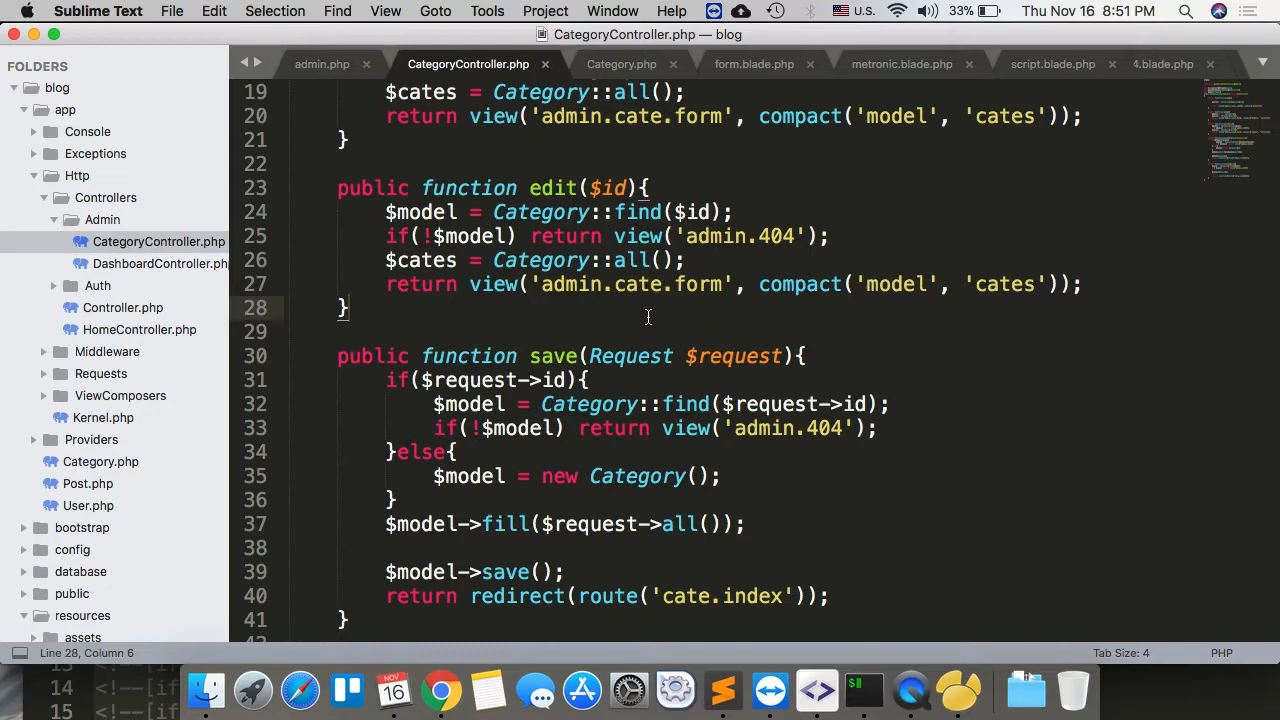 Sublime Text File Edit Selection Find View Goto Tools Project Window Help U.S. 33% Thu Nov 16 8:51 PM
CategoryController.php — blog
FOLDERS
blog
app
Console
Exceptions
Http
Controllers
Admin
CategoryController.php
DashboardController.php
Auth
Controller.php
HomeController.php
Middleware
Requests
ViewComposers
Kernel.php
Providers
Category.php
Post.php
User.php
bootstrap
config
database
public
resources
assets
admin.php CategoryController.php Category.php form.blade.php metronic.blade.php script.blade.php 4.blade.php
19 $cates = Category::all();
20 return view('admin.cate.form', compact('model', 'cates'));
21 }
22
23 public function edit($id){
24 $model = Category::find($id);
25 if(!$model) return view('admin.404');
26 $cates = Category::all();
27 return view('admin.cate.form', compact('model', 'cates'));
28 }
29
30 public function save(Request $request){
31 if($request->id){
32 $model = Category::find($request->id);
33 if(!$model) return view('admin.404');
34 }else{
35 $model = new Category();
36 }
37 $model->fill($request->all());
38
39 $model->save();
40 return redirect(route('cate.index'));
41 }
Line 28, Column 6 Tab Size: 4 PHP
14 <!--[if
15 <!--[if
NOV
16